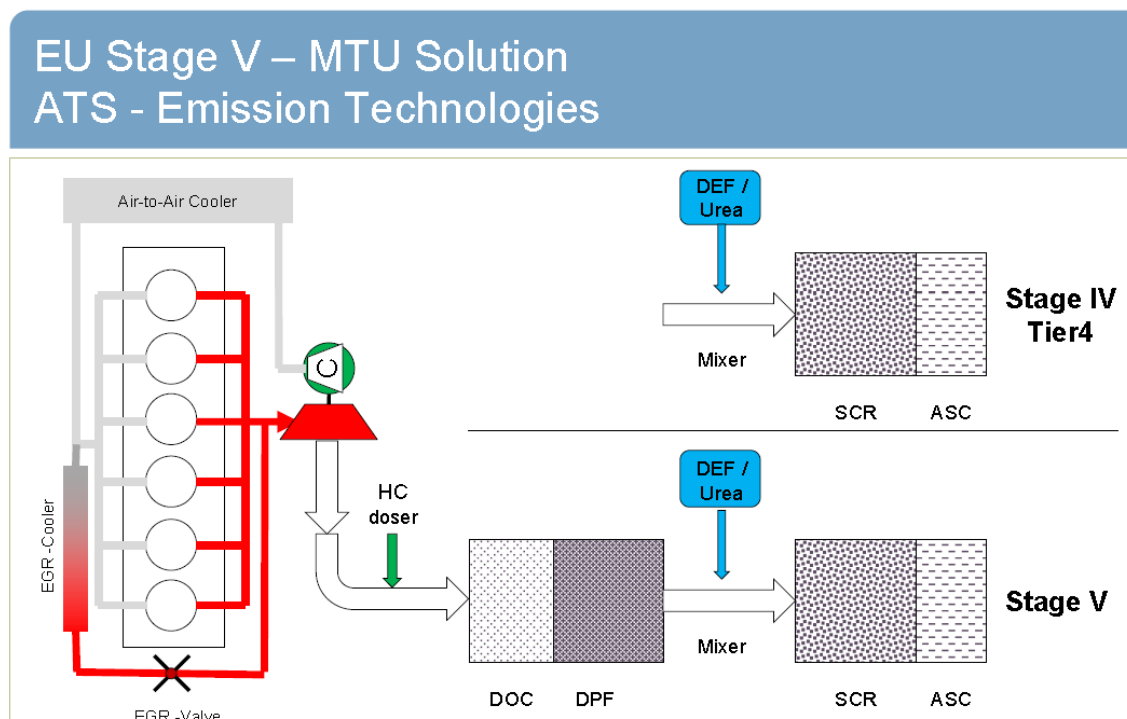 EU Stage V – MTU Solution
ATS - Emission Technologies
Air-to-Air Cooler
C
EGR -Cooler
EGR -Valve
HC
doser
DEF /
Urea
Mixer
SCR
ASC
Stage IV
Tier4
DEF /
Urea
Mixer
DOC
DPF
SCR
ASC
Stage V